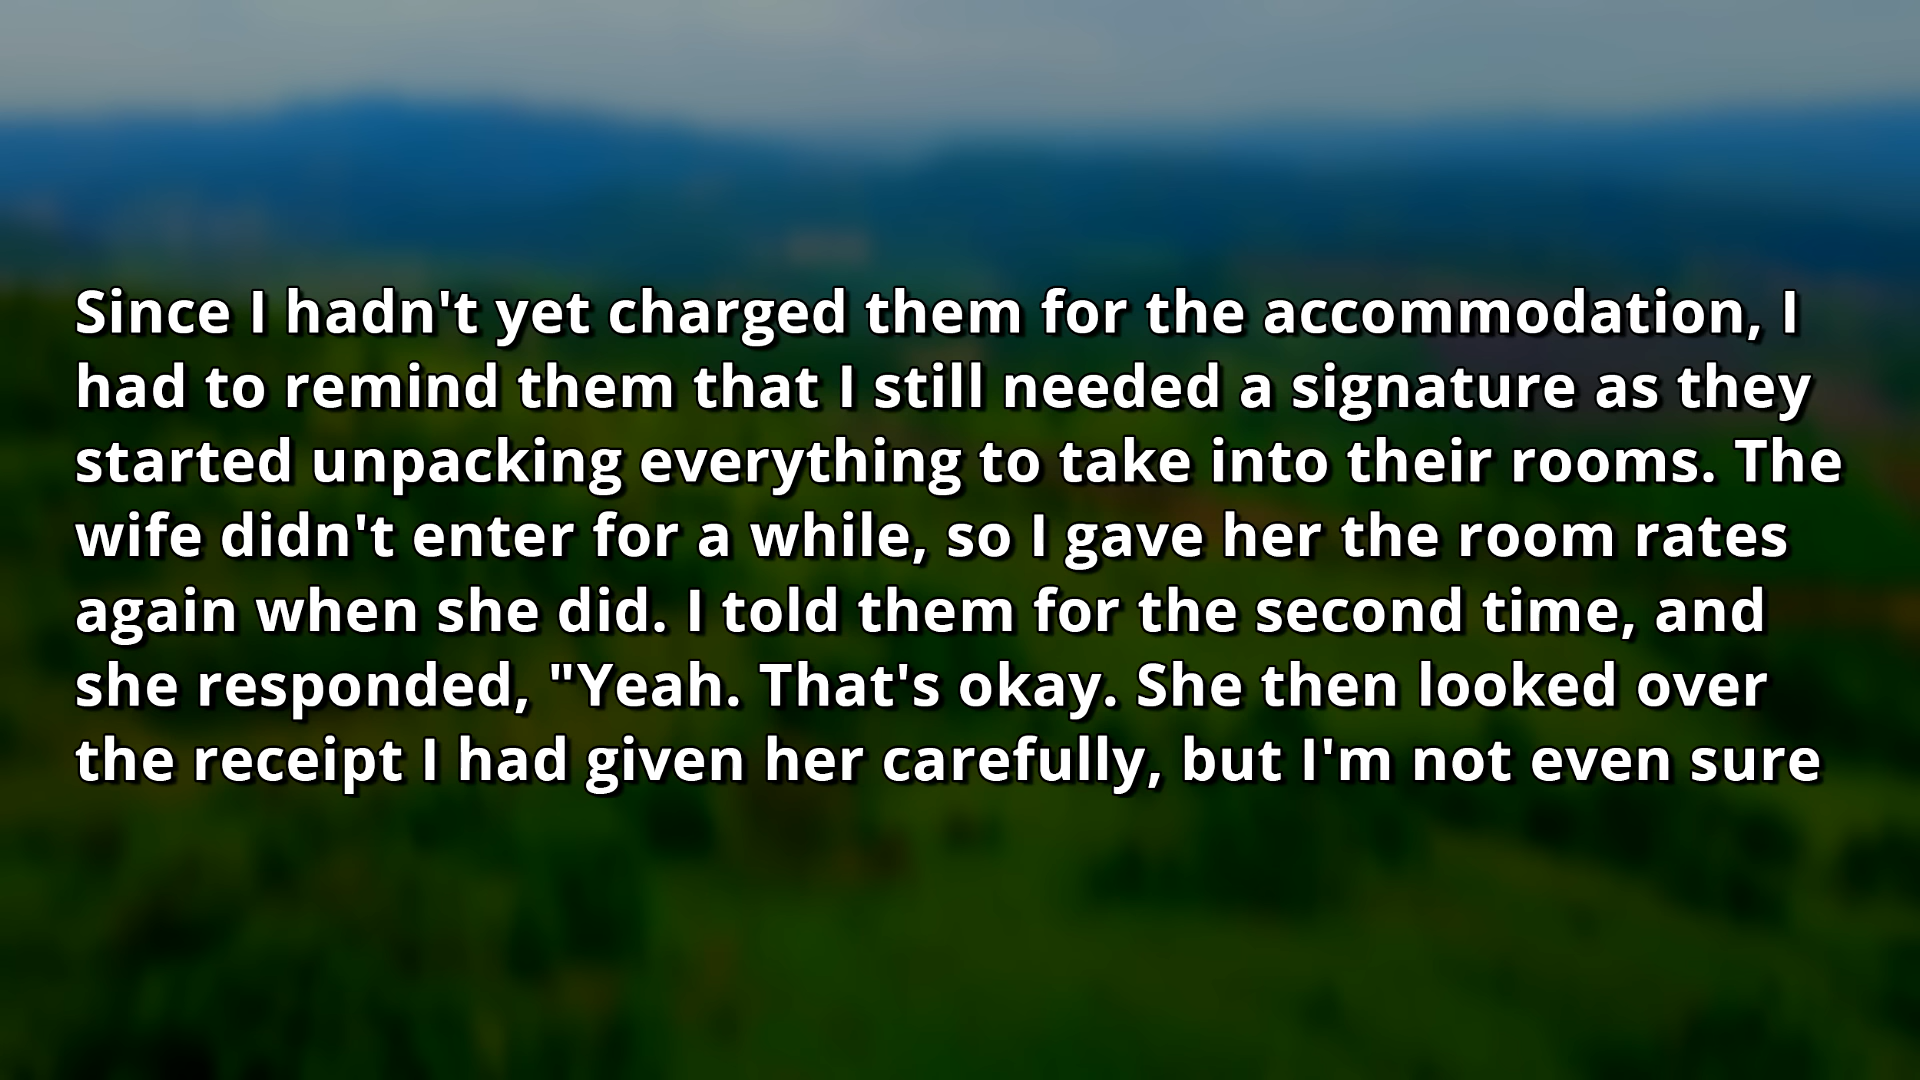 Since I hadn't yet charged them for the accommodation, I
had to remind them that I still needed a signature as they
started unpacking everything to take into their rooms. The
wife didn't enter for a while, so I gave her the room rates
again when she did. I told them for the second time, and
she responded, "Yeah. That's okay. She then looked over
the receipt I had given her carefully, but I'm not even sure